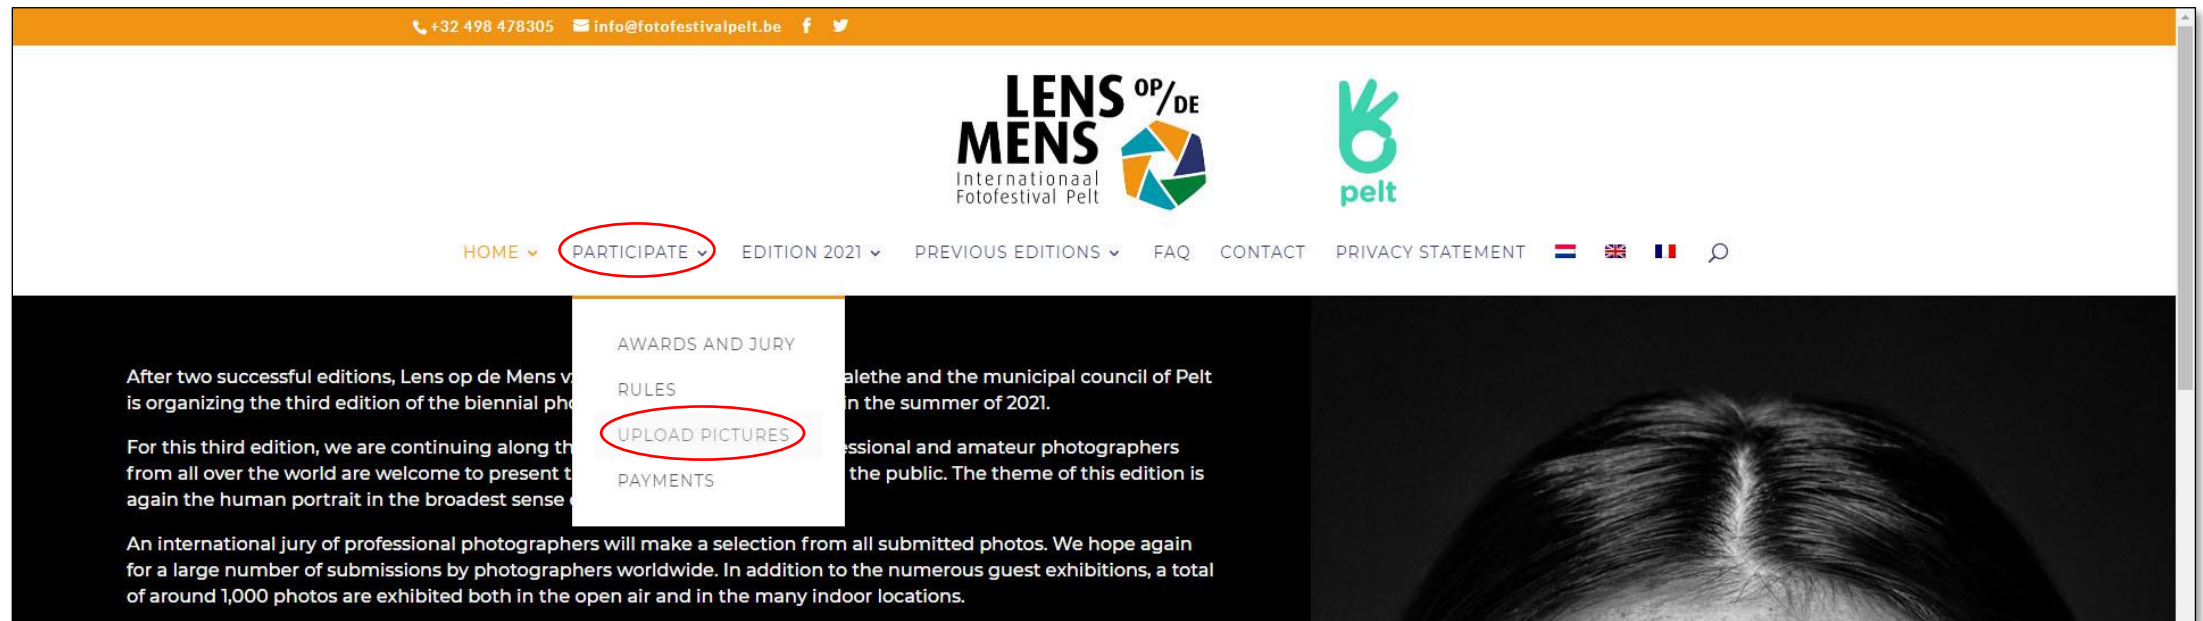 +32 498 478305 info@fotofestivalpelt.be
LENS OP/DE
MENS
Internationaal
Fotofestival Pelt
pelt
HOME PARTICIPATE EDITION 2021 PREVIOUS EDITIONS FAQ CONTACT PRIVACY STATEMENT
AWARDS AND JURY
RULES
UPLOAD PICTURES
PAYMENTS
After two successful editions, Lens op de Mens v alethe and the municipal council of Pelt
is organizing the third edition of the biennial ph in the summer of 2021.
For this third edition, we are continuing along th ssional and amateur photographers
from all over the world are welcome to present t the public. The theme of this edition is
again the human portrait in the broadest sense
An international jury of professional photographers will make a selection from all submitted photos. We hope again
for a large number of submissions by photographers worldwide. In addition to the numerous guest exhibitions, a total
of around 1,000 photos are exhibited both in the open air and in the many indoor locations.